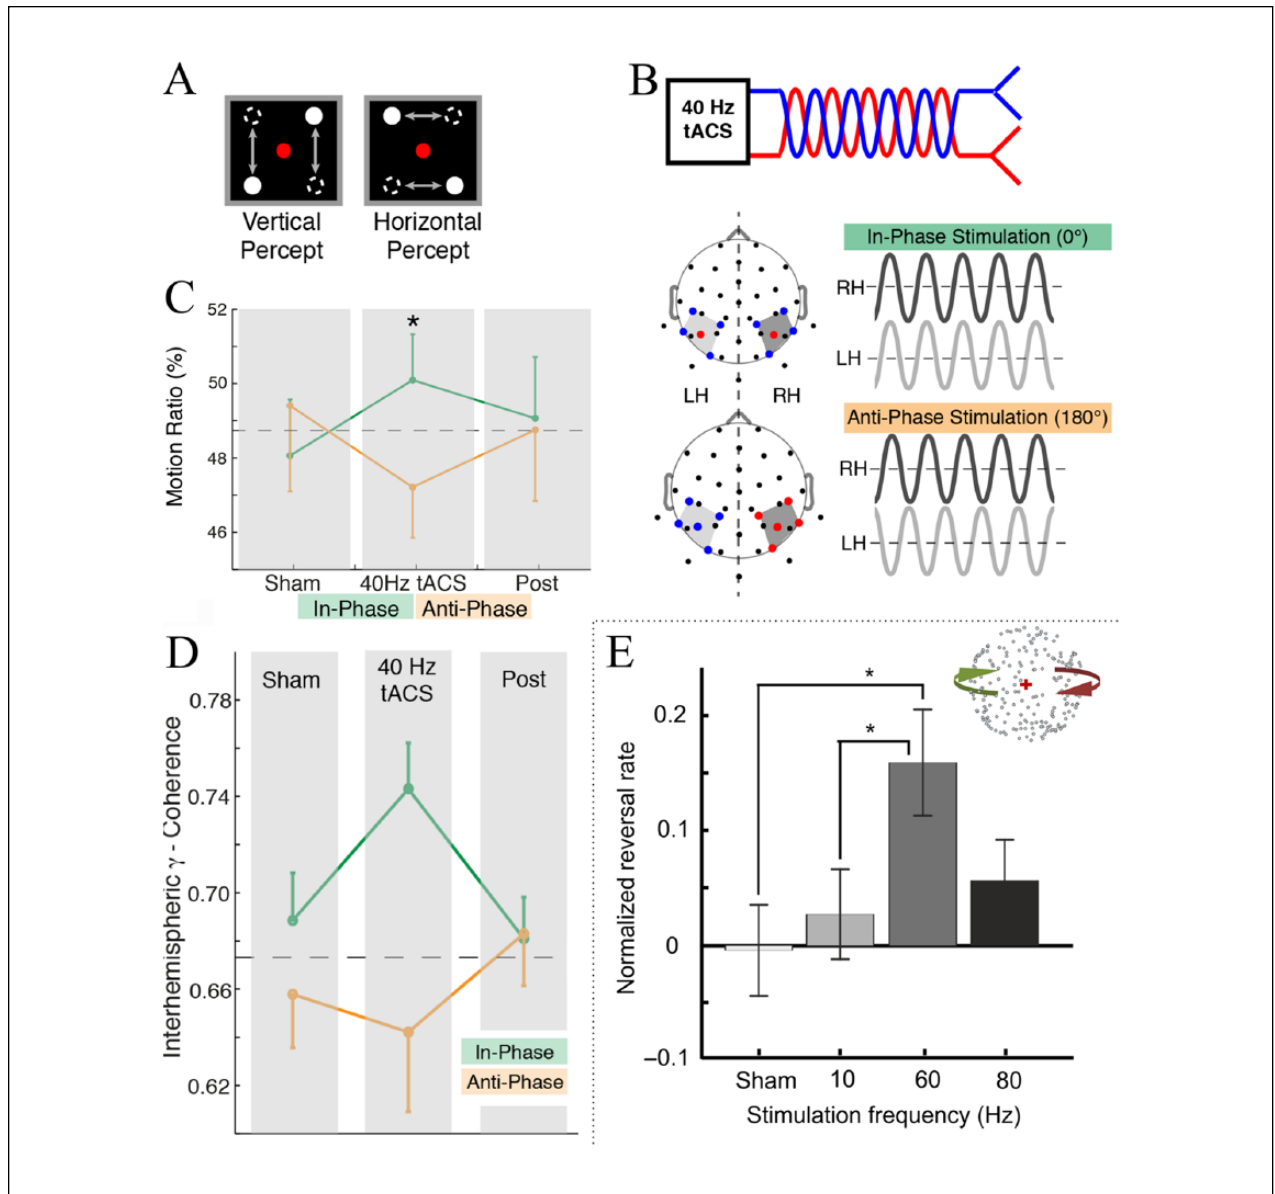 A
Vertical
Percept
Horizontal
Percept
B
40 Hz
tACS
In-Phase Stimulation (0°)
RH
LH
LH
RH
Anti-Phase Stimulation (180°)
RH
LH
C
Motion Ratio (%)
52
50
48
46
*
Sham
40Hz tACS
Post
In-Phase
Anti-Phase
D
Interhemispheric γ - Coherence
0.78
0.74
0.70
0.66
0.62
Sham
40 Hz
tACS
Post
In-Phase
Anti-Phase
E
Normalized reversal rate
0.2
0.1
0
−0.1
*
*
Sham
10
60
80
Stimulation frequency (Hz)